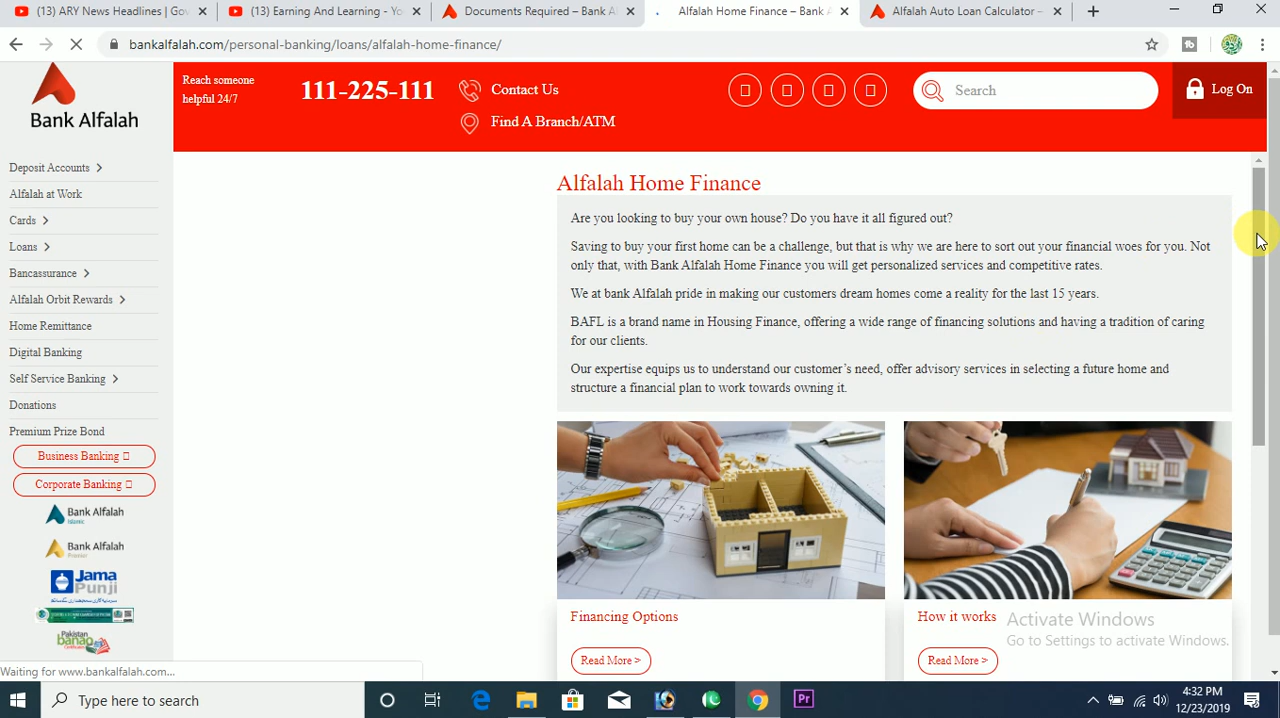 (13) ARY News Headlines | Gov
(13) Earning And Learning - Yo
Documents Required – Bank Al
Alfalah Home Finance – Bank A
Alfalah Auto Loan Calculator –
bankalfalah.com/personal-banking/loans/alfalah-home-finance/
Bank Alfalah
Reach someone
helpful 24/7
111-225-111
Contact Us
Find A Branch/ATM
Search
Log On
Deposit Accounts
Alfalah at Work
Cards
Loans
Bancassurance
Alfalah Orbit Rewards
Home Remittance
Digital Banking
Self Service Banking
Donations
Premium Prize Bond
Business Banking
Corporate Banking
Bank Alfalah
Islamic
Bank Alfalah
Premier
Jama
Punji
Pakistan
banao
Alfalah Home Finance
Are you looking to buy your own house? Do you have it all figured out?
Saving to buy your first home can be a challenge, but that is why we are here to sort out your financial woes for you. Not
only that, with Bank Alfalah Home Finance you will get personalized services and competitive rates.
We at bank Alfalah pride in making our customers dream homes come a reality for the last 15 years.
BAFL is a brand name in Housing Finance, offering a wide range of financing solutions and having a tradition of caring
for our clients.
Our expertise equips us to understand our customer’s need, offer advisory services in selecting a future home and
structure a financial plan to work towards owning it.
Financing Options
Read More >
How it works
Read More >
Activate Windows
Go to Settings to activate Windows.
Waiting for www.bankalfalah.com...
Type here to search
Pr
4:32 PM
12/23/2019